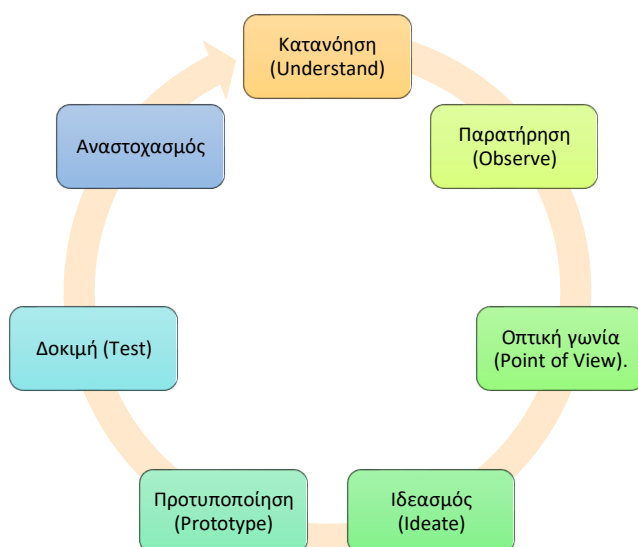 Κατανόηση
(Understand)
Παρατήρηση
(Observe)
Οπτική γωνία
(Point of View).
Ιδεασμός
(Ideate)
Προτυποποίηση
(Prototype)
Δοκιμή (Test)
Αναστοχασμός